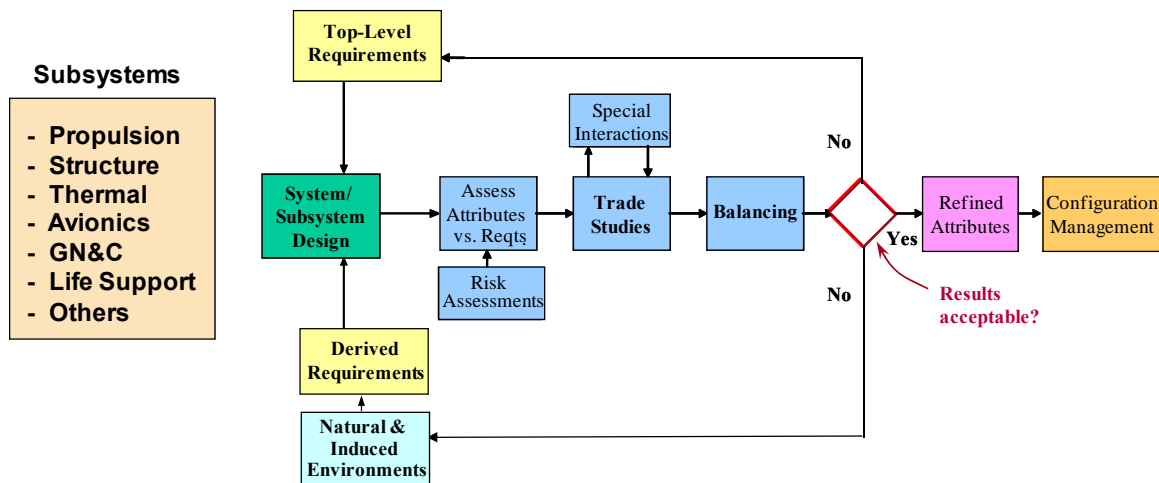 Subsystems
- Propulsion
- Structure
- Thermal
- Avionics
- GN&C
- Life Support
- Others
Top-Level
Requirements
System/
Subsystem
Design
Derived
Requirements
Natural &
Induced
Environments
Assess
Attributes
vs. Reqts
Risk
Assessments
Special
Interactions
Trade
Studies
Balancing
No
Yes
No
Results
acceptable?
Refined
Attributes
Configuration
Management